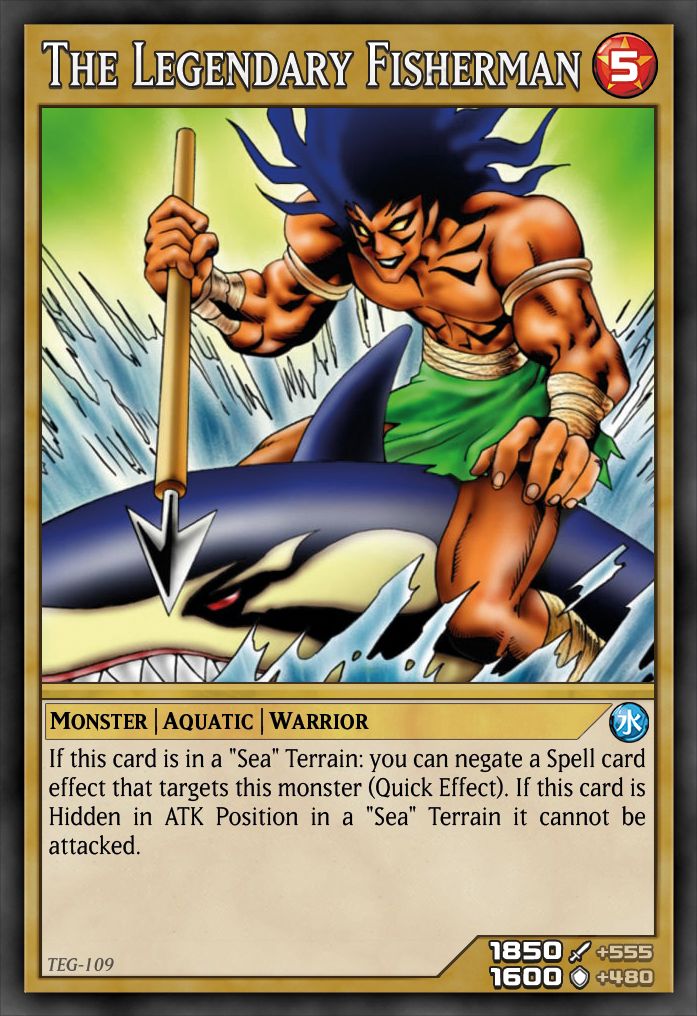 THE LEGENDARY FISHERMAN 5
MONSTER | AQUATIC | WARRIOR 水
If this card is in a "Sea" Terrain: you can negate a Spell card
effect that targets this monster (Quick Effect). If this card is
Hidden in ATK Position in a "Sea" Terrain it cannot be
attacked.
1850 +555
TEG-109
1600 +480